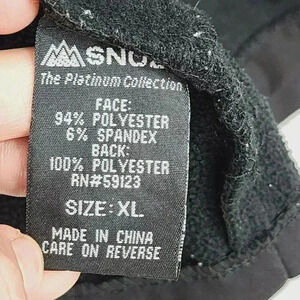 SNOZ
The Platinum Collection
FACE:
94% POLYESTER
6% SPANDEX
BACK:
100% POLYESTER
RN#59123
SIZE: XL
MADE IN CHINA
CARE ON REVERSE